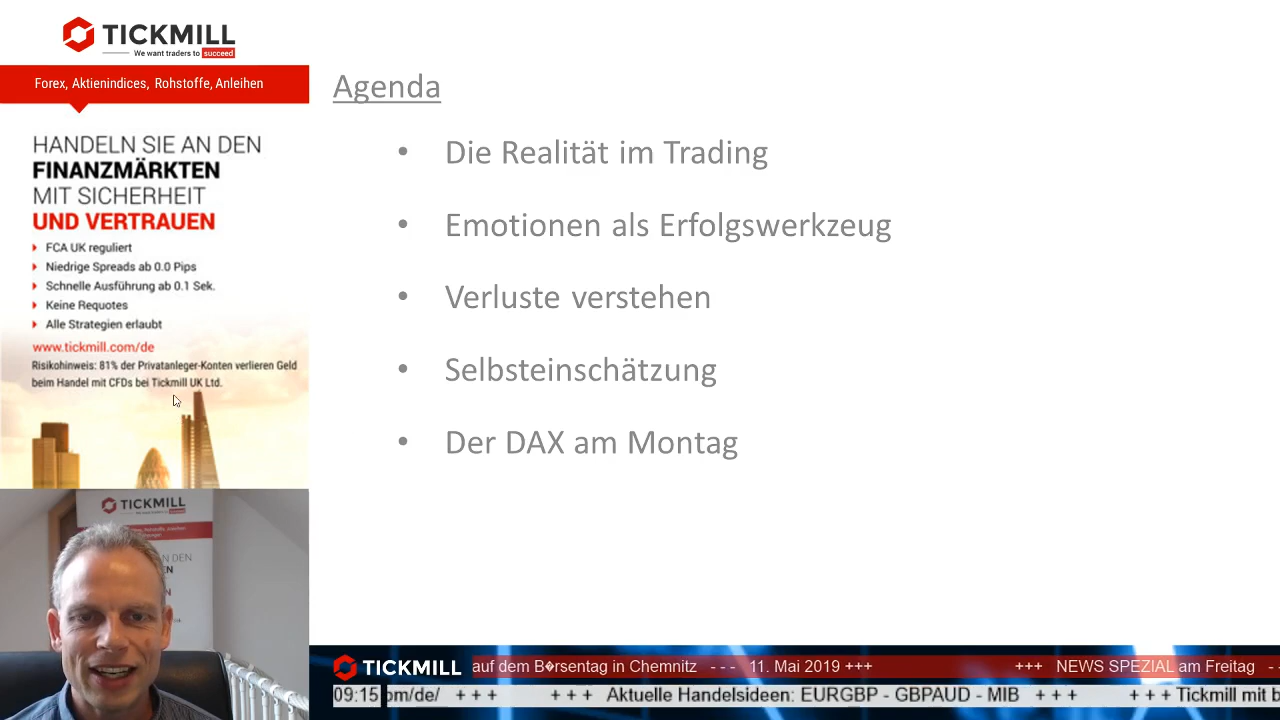 TICKMILL
We want traders to succeed
Forex, Aktienindices, Rohstoffe, Anleihen
HANDELN SIE AN DEN
FINANZMÄRKTEN
MIT SICHERHEIT
UND VERTRAUEN
FCA UK reguliert
Niedrige Spreads ab 0.0 Pips
Schnelle Ausführung ab 0.1 Sek.
Keine Requotes
Alle Strategien erlaubt
www.tickmill.com/de
Risikohinweis: 81% der Privatanleger-Konten verlieren Geld
beim Handel mit CFDs bei Tickmill UK Ltd.
Agenda
• Die Realität im Trading
• Emotionen als Erfolgswerkzeug
• Verluste verstehen
• Selbsteinschätzung
• Der DAX am Montag
TICKMILL
EN DEN
TICKMILL auf dem B�rsentag in Chemnitz - - - 11. Mai 2019 +++ +++ NEWS SPEZIAL am Freitag -
09:15 om/de/ + + + + + + Aktuelle Handelsideen: EURGBP - GBPAUD - MIB + + + + + + Tickmill mit b